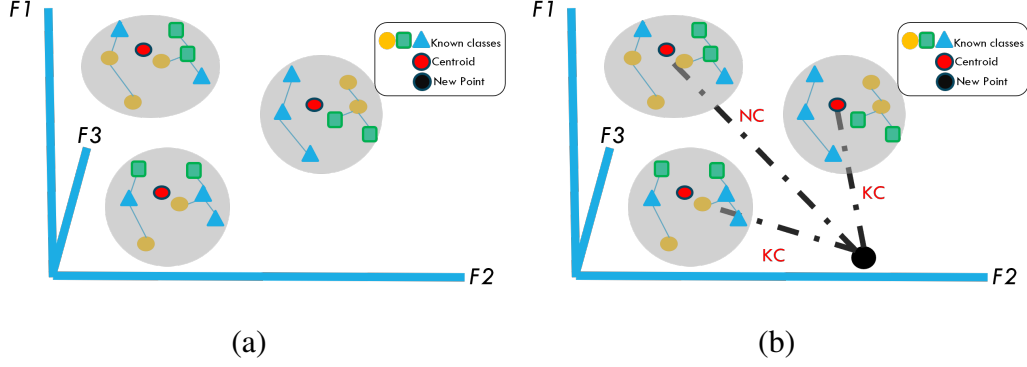 F1
Known classes
Centroid
New Point
F3
F2
(a)
F1
Known classes
Centroid
New Point
NC
F3
KC
KC
F2
(b)